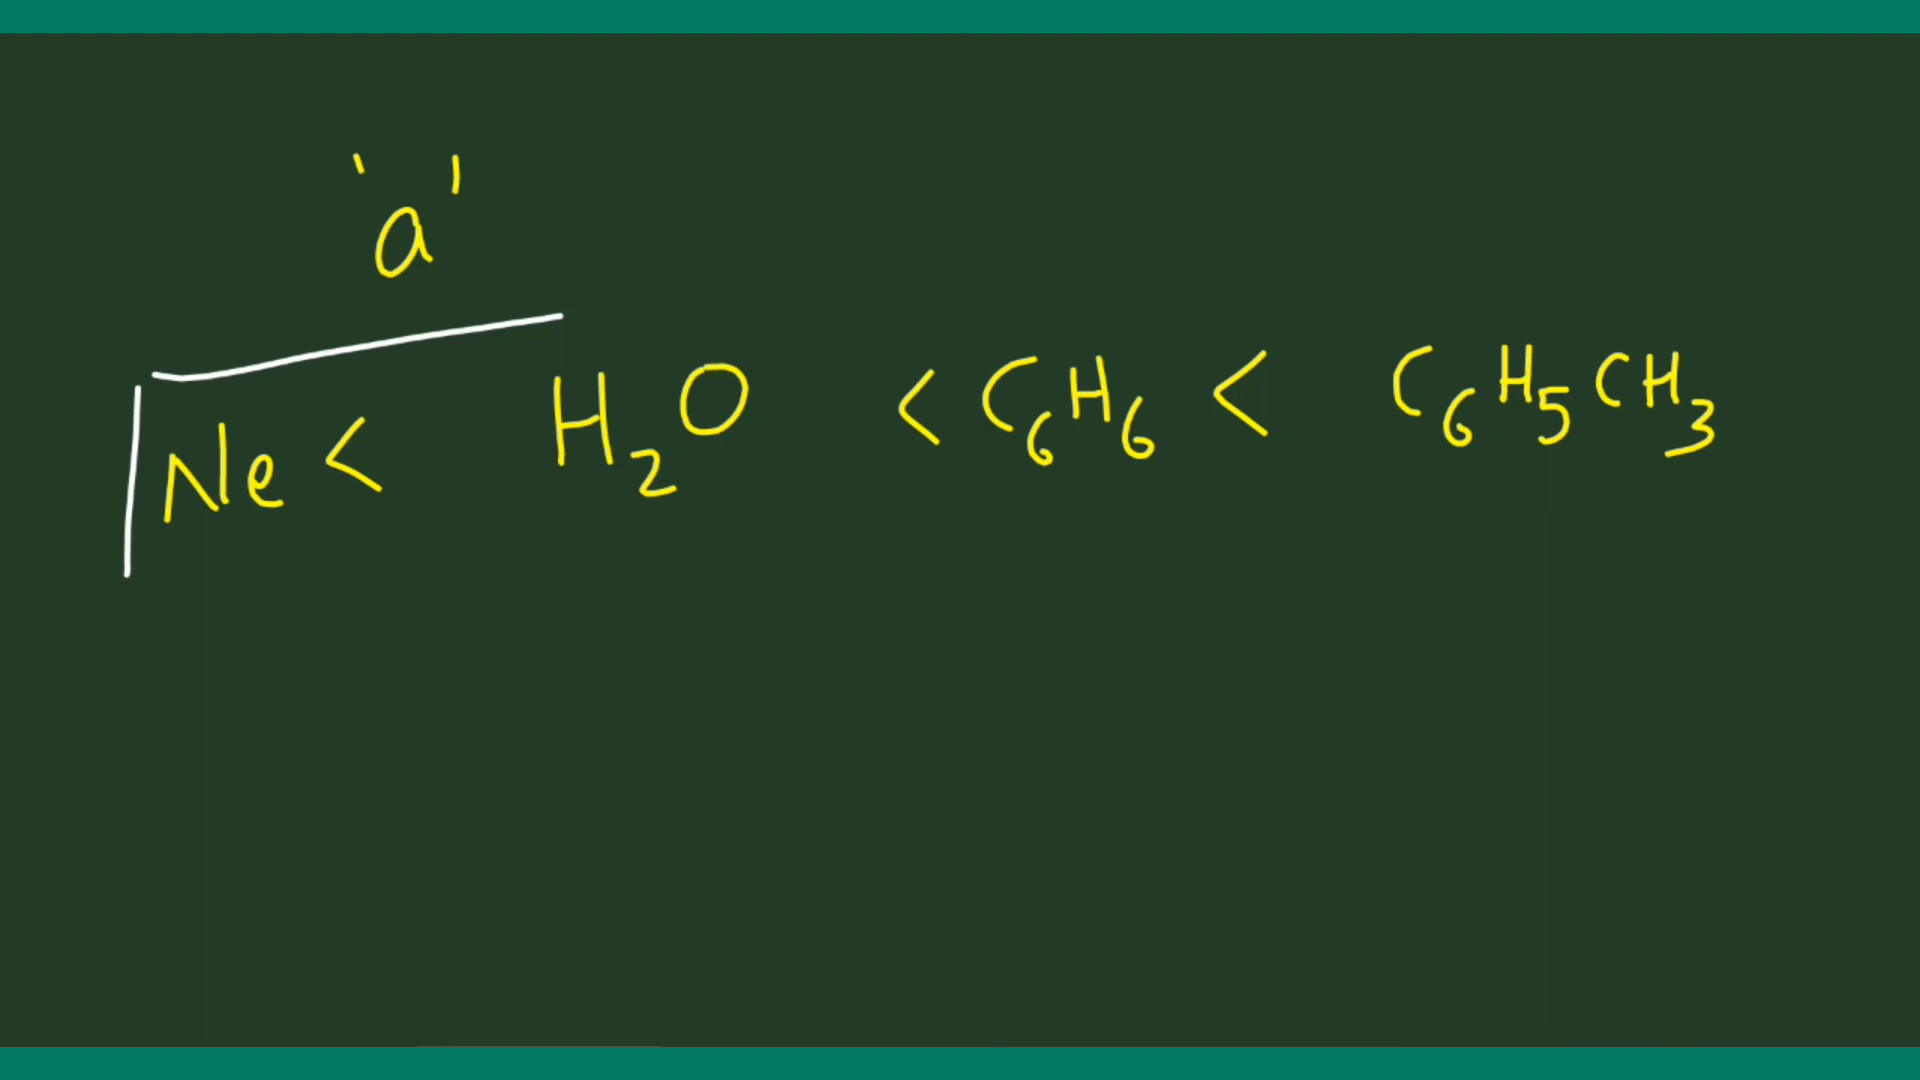 'a'
Ne < H₂O < C₆H₆ < C₆H₅CH₃